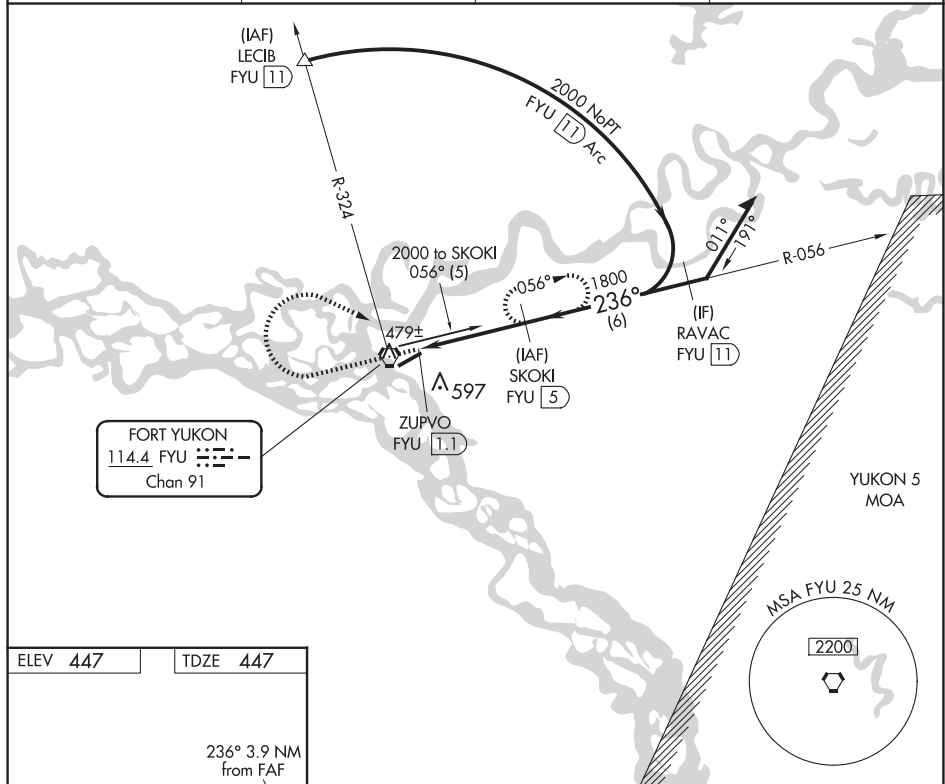 (IAF)
LECIB
FYU 11
2000 NoPT
FYU 11 Arc
R-324
2000 to SKOKI
056° (5)
056°
1800
236°
(6)
011°
191°
R-056
(IF)
RAVAC
FYU 11
479±
(IAF)
SKOKI
FYU 5
597
ZUPVO
FYU 1.1
FORT YUKON
114.4 FYU
Chan 91
YUKON 5
MOA
MSA FYU 25 NM
2200
ELEV 447
TDZE 447
236° 3.9 NM
from FAF